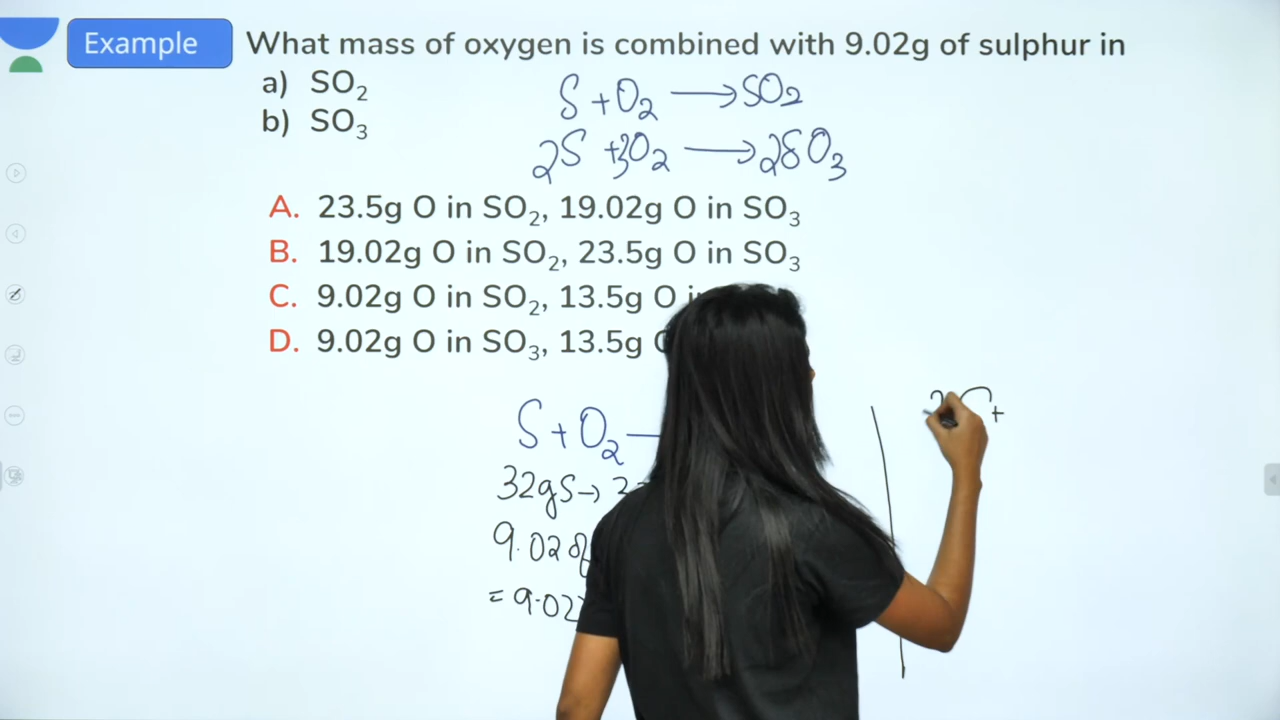 Example What mass of oxygen is combined with 9.02g of sulphur in
a) SO₂
b) SO₃
S + O₂ → SO₂
2S + 3O₂ → 2SO₃
A. 23.5g O in SO₂, 19.02g O in SO₃
B. 19.02g O in SO₂, 23.5g O in SO₃
C. 9.02g O in SO₂, 13.5g O
D. 9.02g O in SO₃, 13.5g
S + O₂
32gS →
9.02
= 9.02
2S +